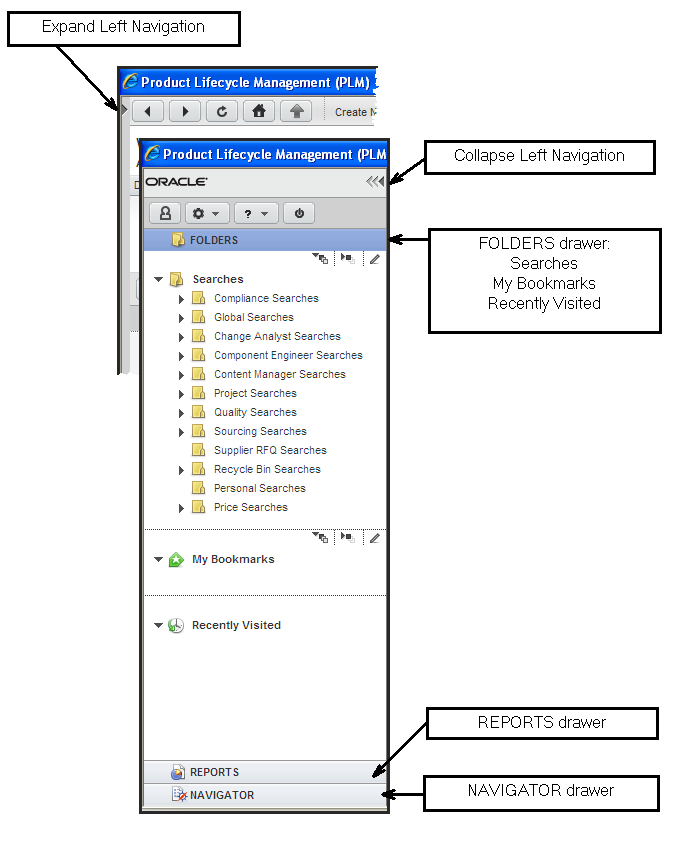 Expand Left Navigation
Product Lifecycle Management (PLM)
Create
Product Lifecycle Management (PLM
Collapse Left Navigation
ORACLE
?
FOLDERS
FOLDERS drawer:
Searches
My Bookmarks
Recently Visited
Searches
Compliance Searches
Global Searches
Change Analyst Searches
Component Engineer Searches
Content Manager Searches
Project Searches
Quality Searches
Sourcing Searches
Supplier RFQ Searches
Recycle Bin Searches
Personal Searches
Price Searches
My Bookmarks
Recently Visited
REPORTS drawer
REPORTS
NAVIGATOR drawer
NAVIGATOR